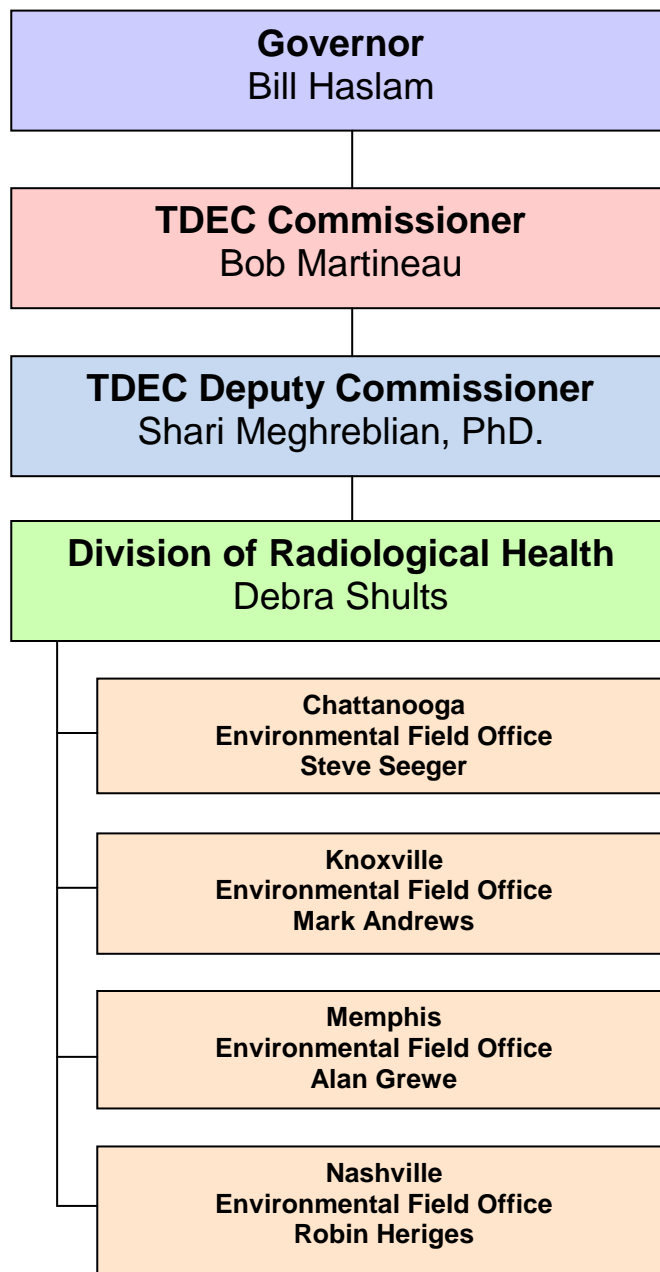 Governor
Bill Haslam
TDEC Commissioner
Bob Martineau
TDEC Deputy Commissioner
Shari Meghreblian, PhD.
Division of Radiological Health
Debra Shults
Chattanooga
Environmental Field Office
Steve Seeger
Knoxville
Environmental Field Office
Mark Andrews
Memphis
Environmental Field Office
Alan Grewe
Nashville
Environmental Field Office
Robin Heriges